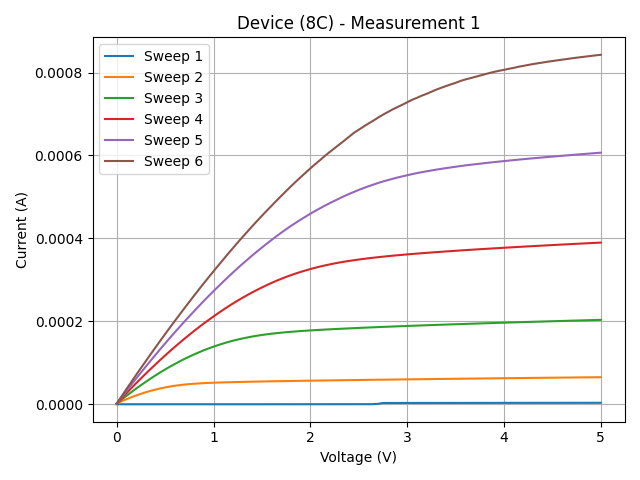 Device (8C) - Measurement 1
Sweep 1
Sweep 2
Sweep 3
Sweep 4
Sweep 5
Sweep 6
0.0008
0.0006
0.0004
0.0002
0.0000
Current (A)
0 1 2 3 4 5
Voltage (V)